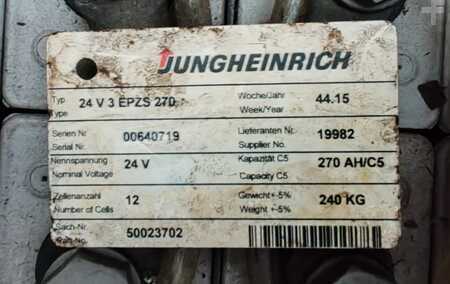 JUNGHEINRICH
Typ 24 V 3 EPZS 270 Woche/Jahr 44.15
Type Week/Year
Serien Nr 00640719 Lieferanten Nr. 19982
Serial Nr. Supplier No.
Nennspannung 24 V Kapazität C5 270 AH/C5
Nominal Voltage Capacity C5
Zellenanzahl 12 Gewicht+-5% 240 KG
Number of Cells Weight +-5%
Sach-Nr. 50023702
Part-No.